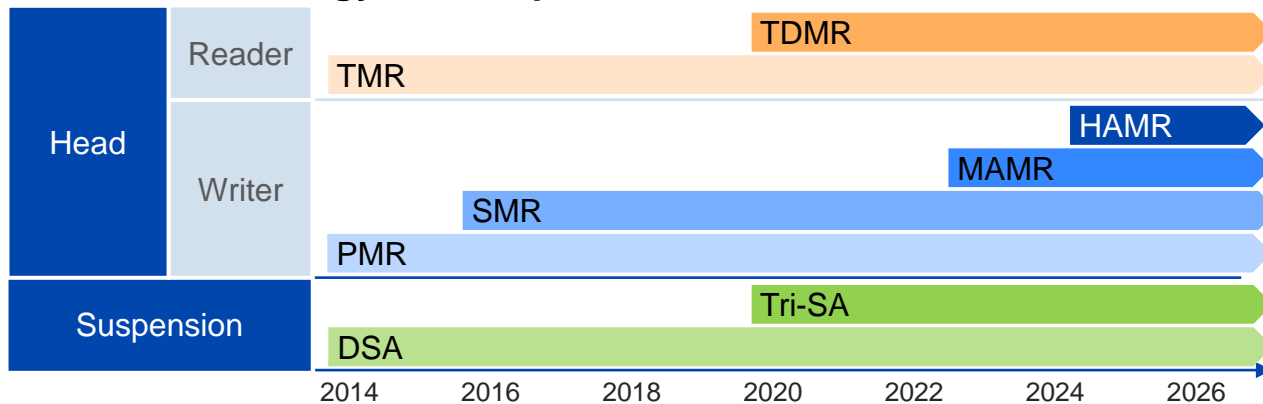 TDMR
Reader
TMR
HAMR
Head
MAMR
Writer
SMR
PMR
Tri-SA
Suspension
DSA
2014 2016 2018 2020 2022 2024 2026